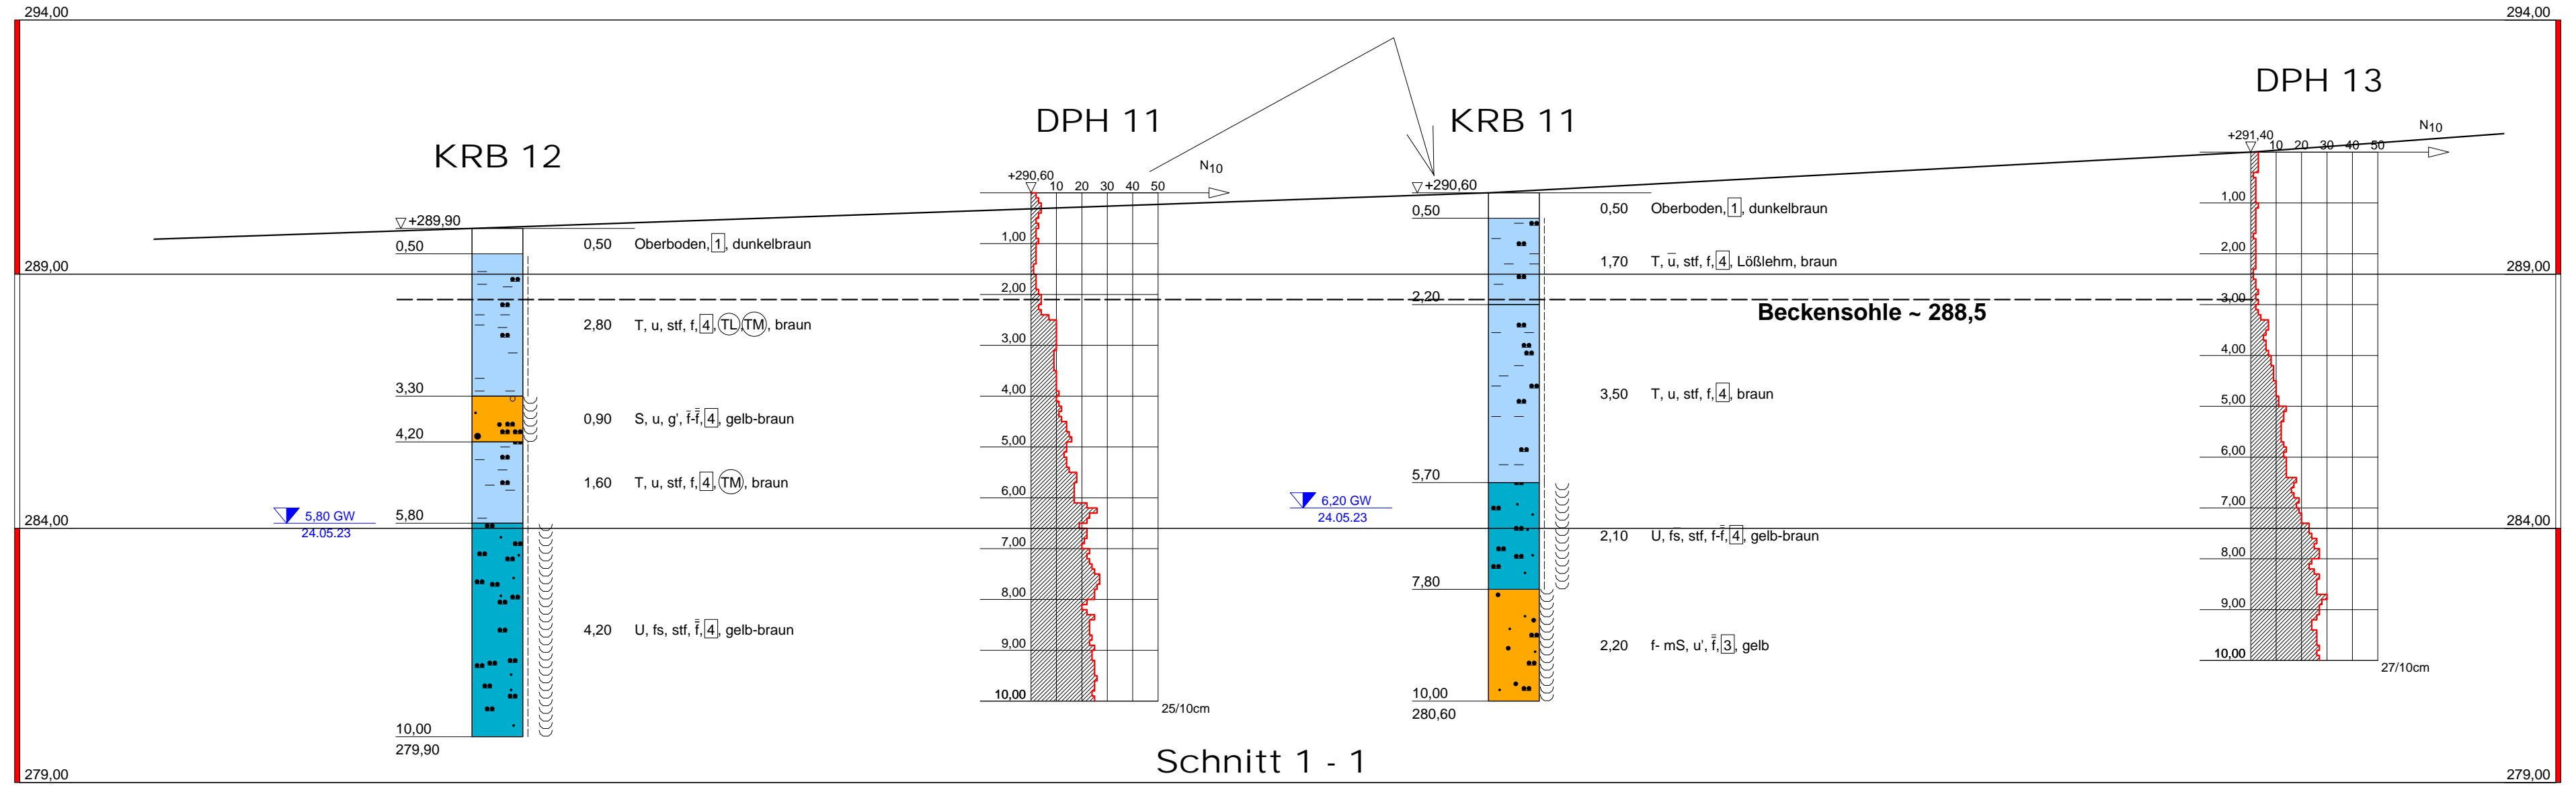 294,00
294,00
DPH 13
DPH 11
KRB 11
N10
+291,40
10 20 30 40 50
KRB 12
N10
+290,60
10 20 30 40 50
+290,60
1,00
0,50
0,50 Oberboden, 1, dunkelbraun
+289,90
0,50
0,50 Oberboden, 1, dunkelbraun
1,00
2,00
1,70 T, ū, stf, f, 4, Lößlehm, braun
289,00
289,00
2,00
2,20
3,00
Beckensohle ~ 288,5
2,80 T, u, stf, f, 4, TL, TM, braun
3,00
4,00
3,30
4,00
3,50 T, u, stf, f, 4, braun
5,00
0,90 S, u, g', f̄-f̿, 4, gelb-braun
4,20
5,00
6,00
5,70
1,60 T, u, stf, f, 4, TM, braun
6,00
6,20 GW
24.05.23
7,00
5,80 GW
24.05.23
5,80
284,00
284,00
7,00
2,10 U, fs̄, stf, f-f̿, 4, gelb-braun
8,00
7,80
8,00
9,00
4,20 U, fs, stf, f̿, 4, gelb-braun
9,00
2,20 f- mS, u', f̿, 3, gelb
10,00
27/10cm
10,00
25/10cm
10,00
280,60
10,00
279,90
Schnitt 1 - 1
279,00
279,00